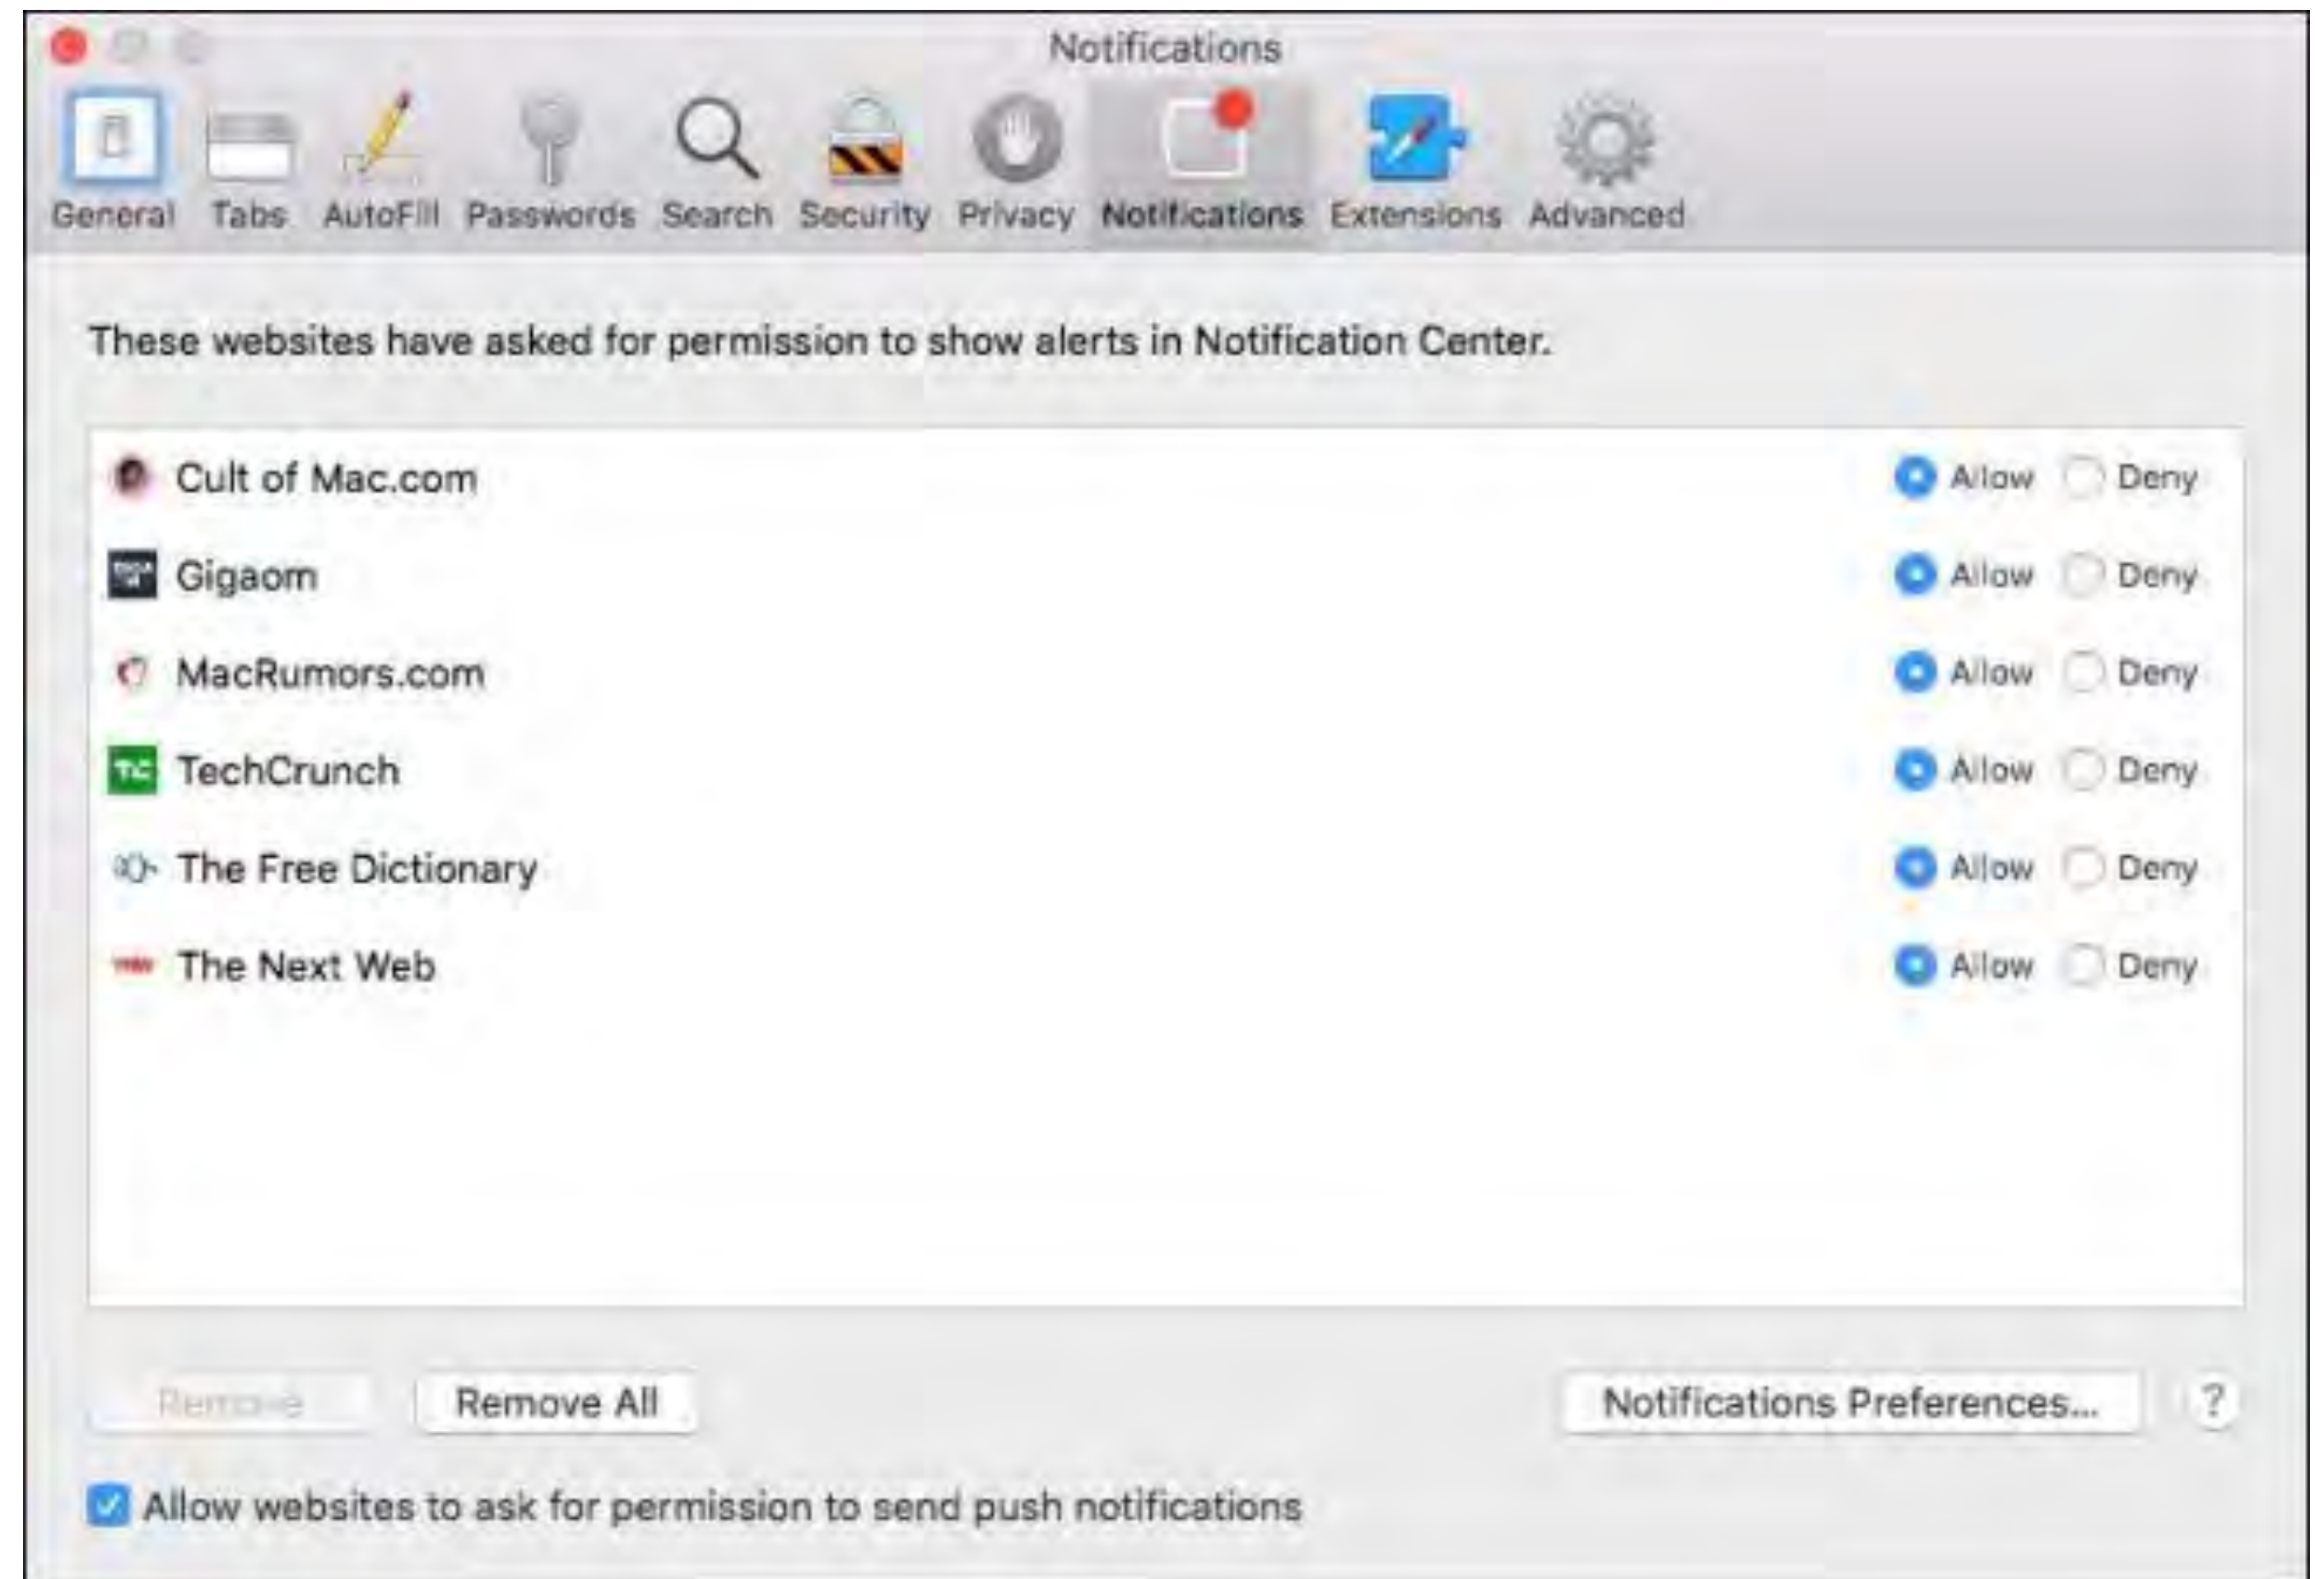 Notifications
General Tabs AutoFill Passwords Search Security Privacy Notifications Extensions Advanced
These websites have asked for permission to show alerts in Notification Center.
Cult of Mac.com Allow Deny
Gigaom Allow Deny
MacRumors.com Allow Deny
TechCrunch Allow Deny
The Free Dictionary Allow Deny
The Next Web Allow Deny
Remove Remove All Notifications Preferences... ?
Allow websites to ask for permission to send push notifications